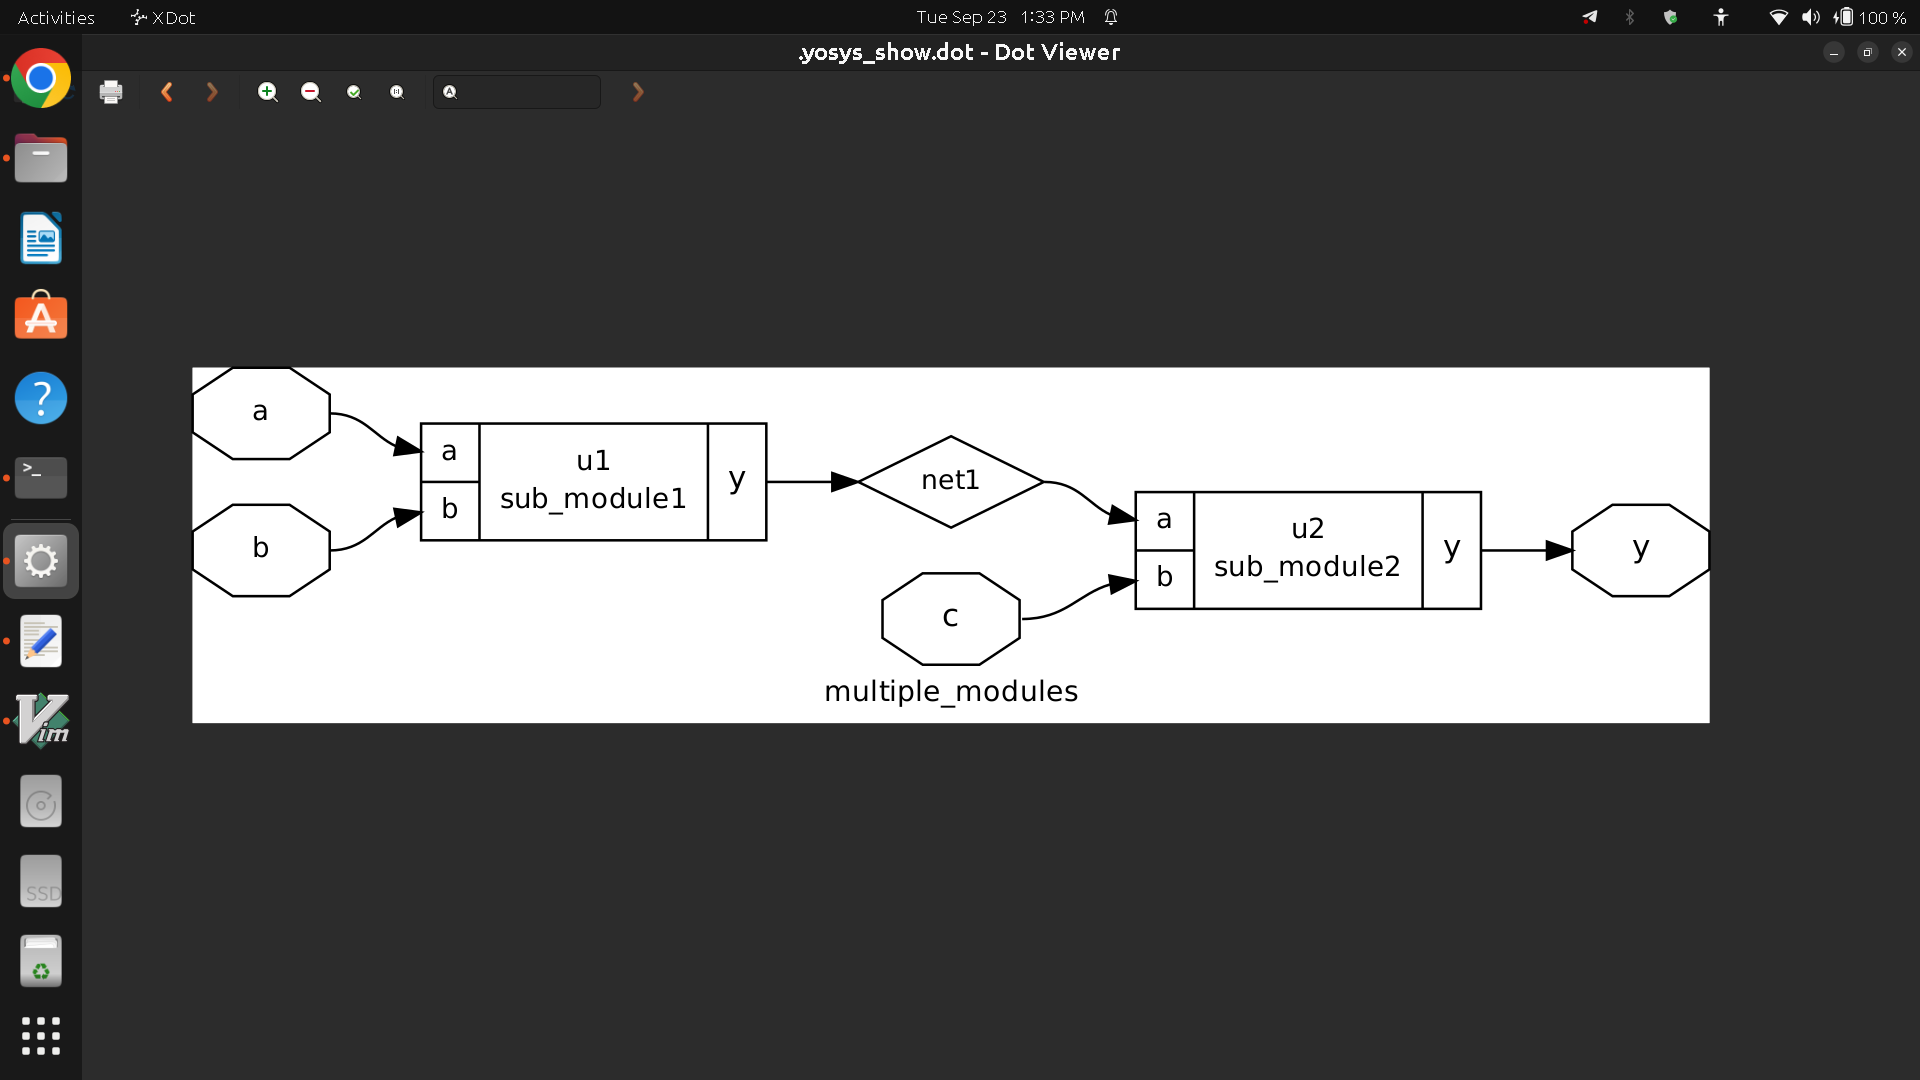 Activities
XDot
Tue Sep 23 1:33 PM
100 %
.yosys_show.dot - Dot Viewer
A
a
b
a
b
u1
sub_module1
y
net1
c
a
b
u2
sub_module2
y
y
multiple_modules
?
>_
Vim
SSD